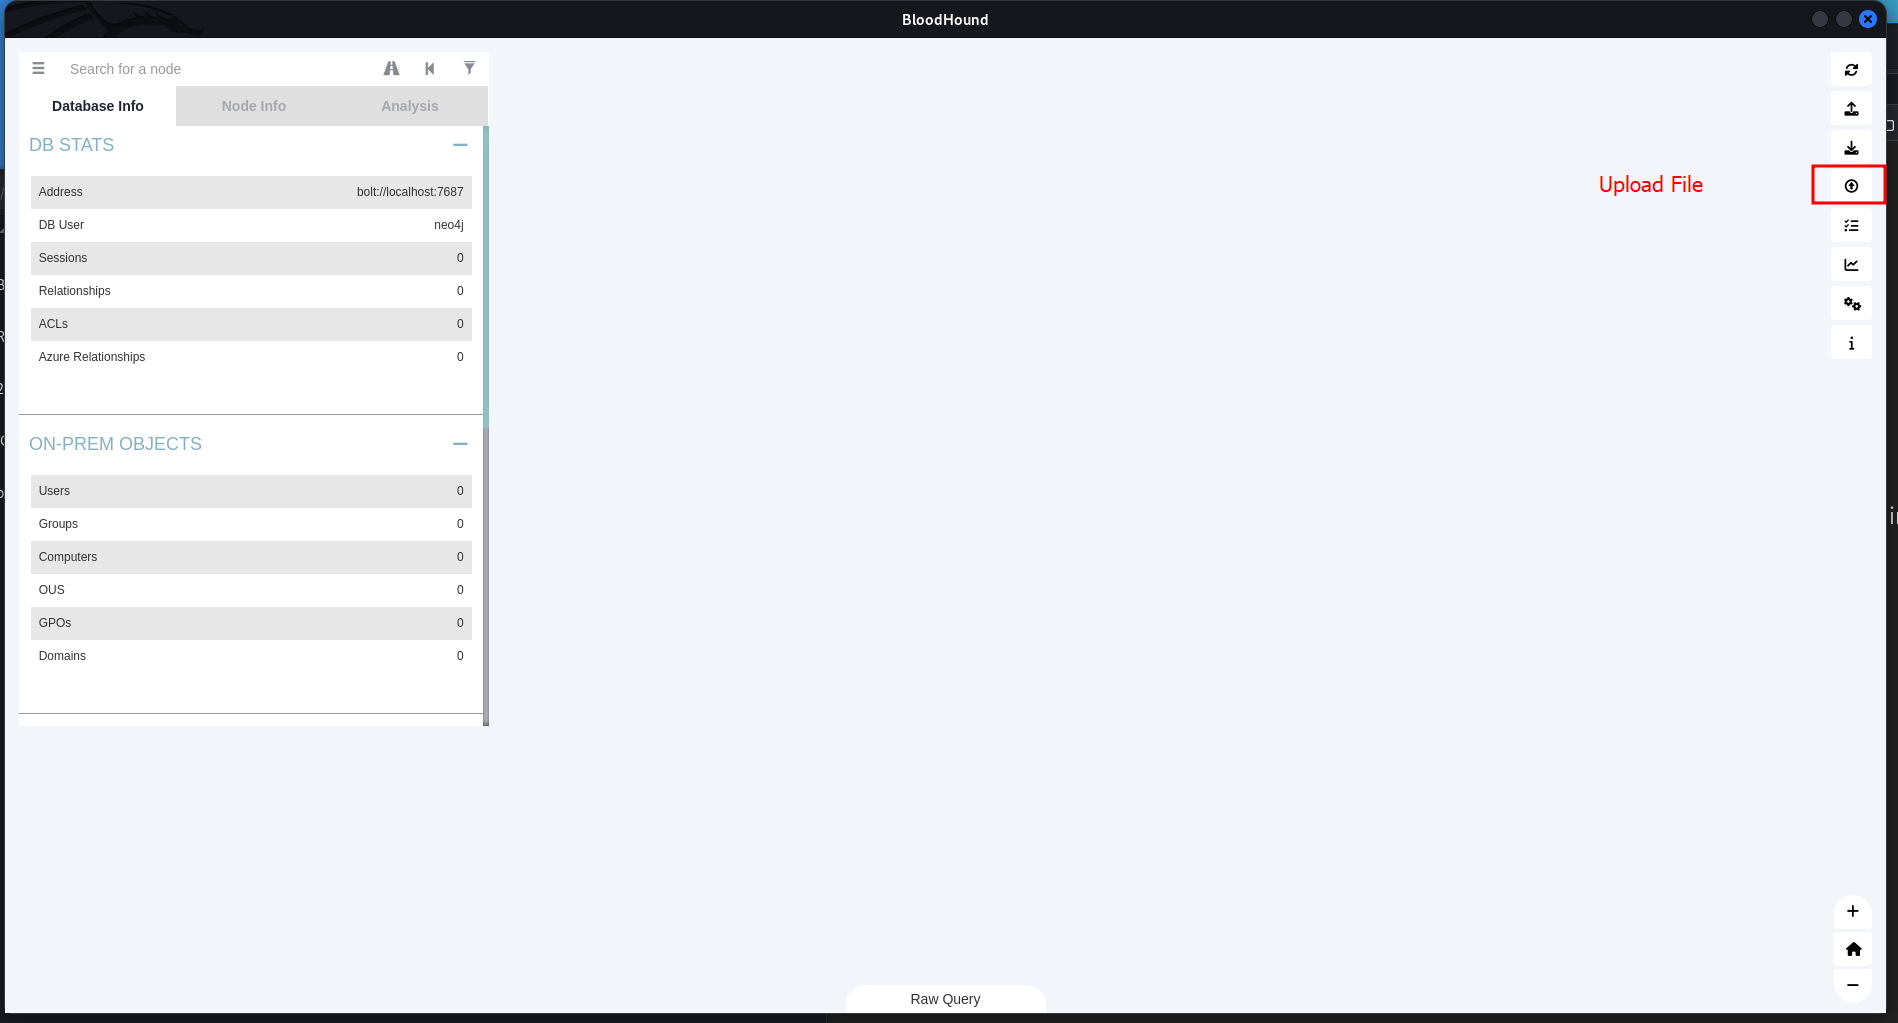 BloodHound
Search for a node
Database Info Node Info Analysis
DB STATS
Address bolt://localhost:7687
DB User neo4j
Sessions 0
Relationships 0
ACLs 0
Azure Relationships 0
ON-PREM OBJECTS
Users 0
Groups 0
Computers 0
OUS 0
GPOs 0
Domains 0
Upload File
Raw Query